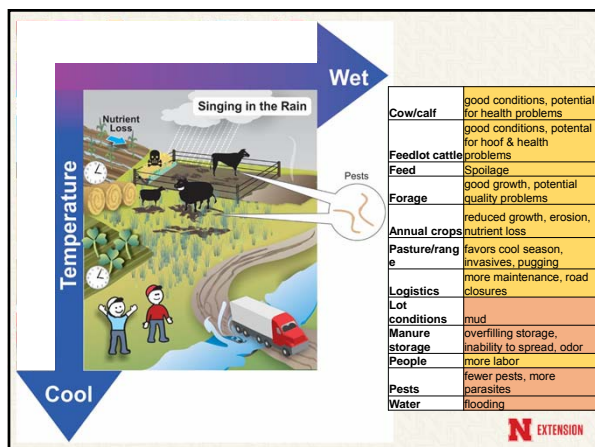 Wet
Singing in the Rain
Nutrient
Loss
Pests
Temperature
Cool
Cow/calf
good conditions, potential
for health problems
Feedlot cattle
good conditions, potental
for hoof & health
problems
Feed
Spoilage
Forage
good growth, potential
quality problems
Annual crops
reduced growth, erosion,
nutrient loss
Pasture/rang
e
favors cool season,
invasives, pugging
Logistics
more maintenance, road
closures
Lot
conditions
mud
Manure
storage
overfilling storage,
inability to spread, odor
People
more labor
Pests
fewer pests, more
parasites
Water
flooding
N EXTENSION